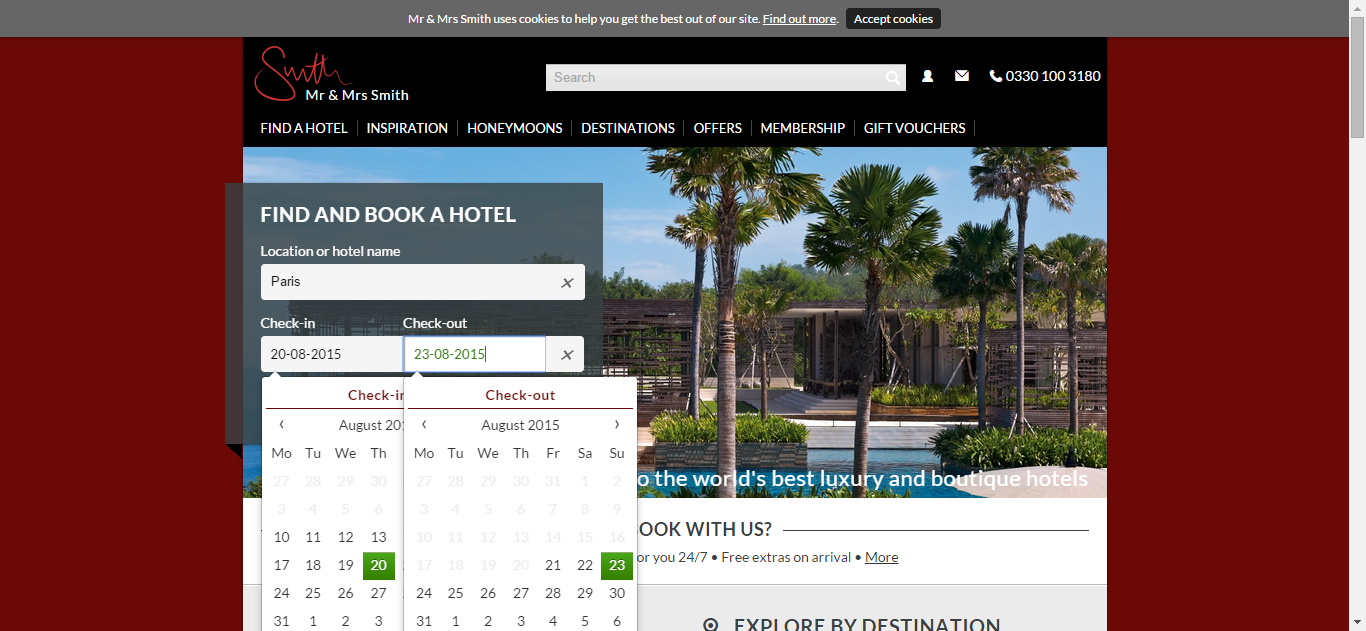 Mr & Mrs Smith uses cookies to help you get the best out of our site. Find out more. Accept cookies
Smith
Mr & Mrs Smith
Search
0330 100 3180
FIND A HOTEL INSPIRATION HONEYMOONS DESTINATIONS OFFERS MEMBERSHIP GIFT VOUCHERS
FIND AND BOOK A HOTEL
Location or hotel name
Paris
Check-in Check-out
20-08-2015 23-08-2015
Check-in
August 201
Mo Tu We Th
27 28 29 30
3 4 5 6
10 11 12 13
17 18 19 20
24 25 26 27
31 1 2 3
Check-out
August 2015
Mo Tu We Th Fr Sa Su
27 28 29 30 31 1 2
3 4 5 6 7 8 9
10 11 12 13 14 15 16
17 18 19 20 21 22 23
24 25 26 27 28 29 30
31 1 2 3 4 5 6
o the world's best luxury and boutique hotels
OOK WITH US?
or you 24/7 • Free extras on arrival • More
EXPLORE BY DESTINATION